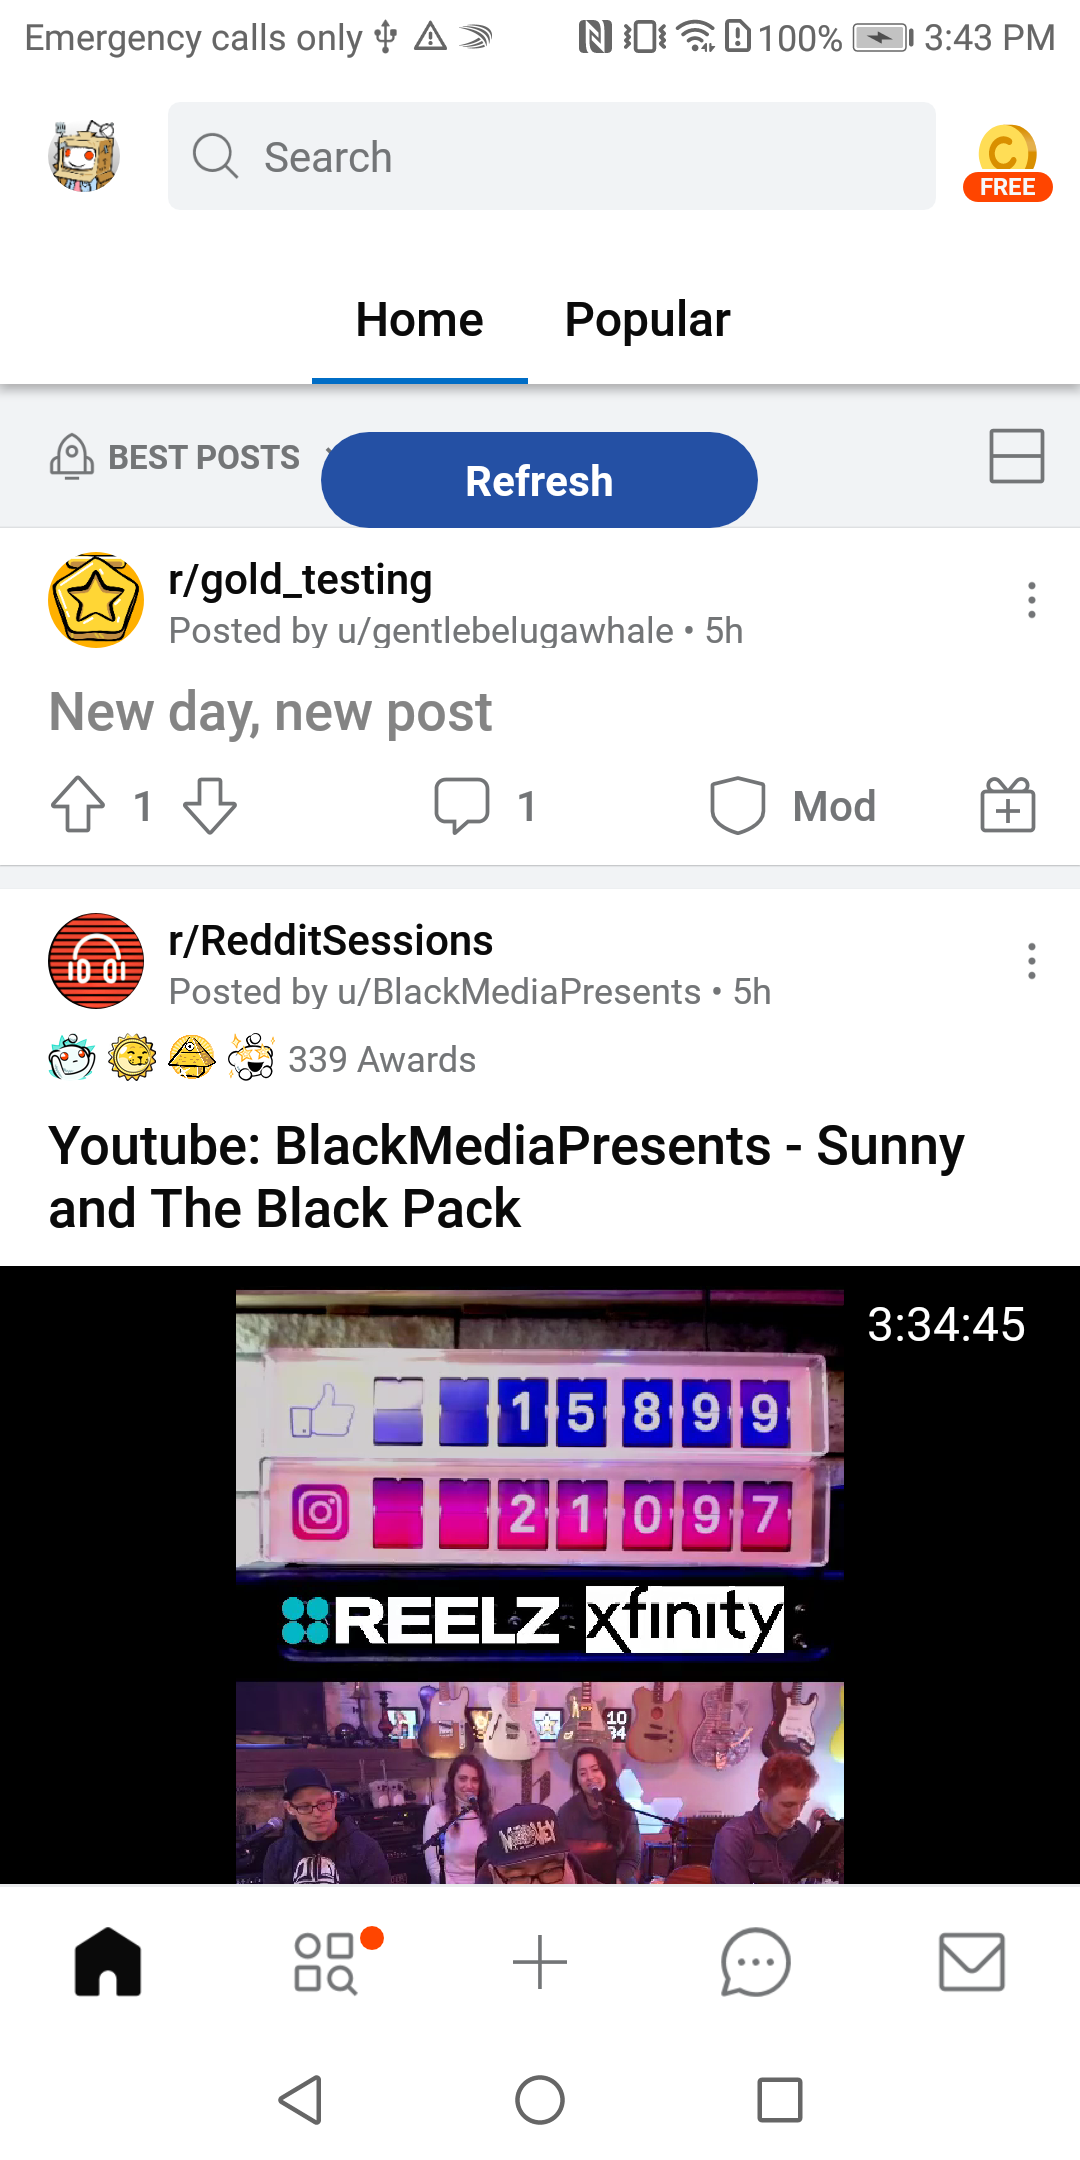 Emergency calls only 100% 3:43 PM
Search
FREE
Home Popular
BEST POSTS
Refresh
r/gold_testing
Posted by u/gentlebelugawhale • 5h
New day, new post
1 1 Mod
r/RedditSessions
Posted by u/BlackMediaPresents • 5h
339 Awards
Youtube: BlackMediaPresents - Sunny
and The Black Pack
3:34:45
15899
21097
REELZ xfinity
10
34